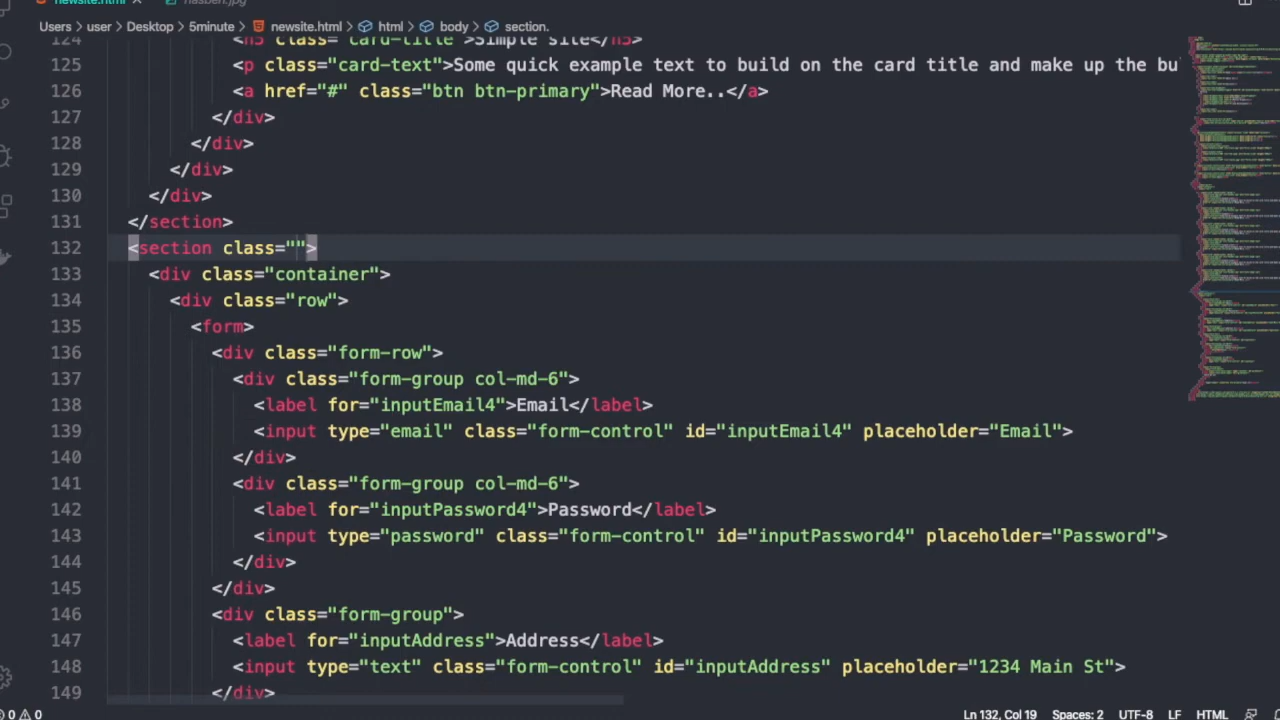 newsite.html hasbeh.jpg
Users > user > Desktop > 5minute > newsite.html > html > body > section.
124 <h5 class="card-title">Simple site</h5>
125 <p class="card-text">Some quick example text to build on the card title and make up the bu
126 <a href="#" class="btn btn-primary">Read More..</a>
127 </div>
128 </div>
129 </div>
130 </div>
131 </section>
132 <section class="">
133 <div class="container">
134 <div class="row">
135 <form>
136 <div class="form-row">
137 <div class="form-group col-md-6">
138 <label for="inputEmail4">Email</label>
139 <input type="email" class="form-control" id="inputEmail4" placeholder="Email">
140 </div>
141 <div class="form-group col-md-6">
142 <label for="inputPassword4">Password</label>
143 <input type="password" class="form-control" id="inputPassword4" placeholder="Password">
144 </div>
145 </div>
146 <div class="form-group">
147 <label for="inputAddress">Address</label>
148 <input type="text" class="form-control" id="inputAddress" placeholder="1234 Main St">
149 </div>
0 0 Ln 132, Col 19 Spaces: 2 UTF-8 LF HTML